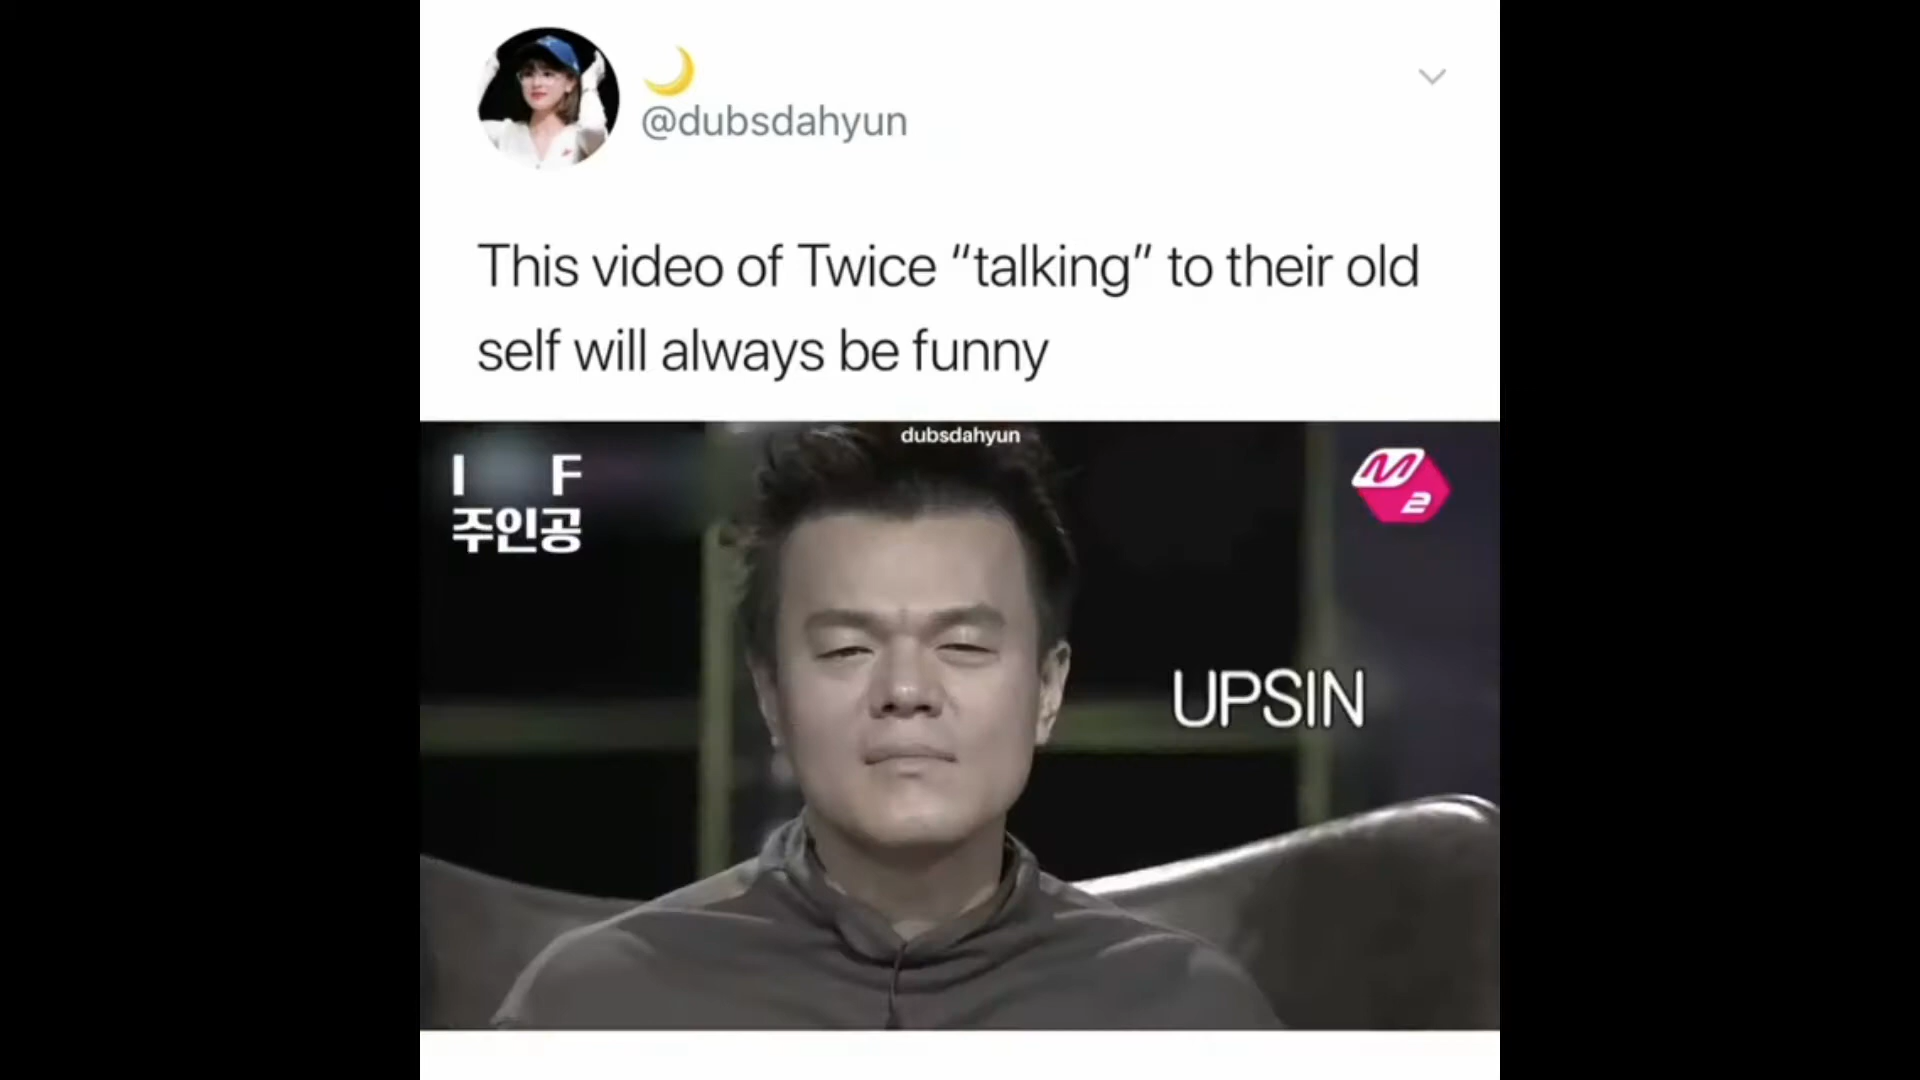 🌙
@dubsdahyun
This video of Twice “talking” to their old
self will always be funny
dubsdahyun
I F
주인공
M
2
UPSIN